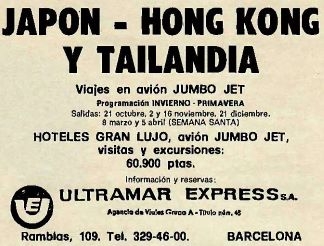 JAPON - HONG KONG
Y TAILANDIA
Viajes en avión JUMBO JET
Programación INVIERNO - PRIMAVERA
Salidas: 21 octubre, 2 y 16 noviembre, 21 diciembre,
8 marzo y 5 abril (SEMANA SANTA)
HOTELES GRAN LUJO, avión JUMBO JET,
visitas y excursiones:
60.900 ptas.
Información y reservas:
ULTRAMAR EXPRESS S.A.
Agencia de Viajes Grupo A - Título núm. 45
Ramblas, 109. Tel. 329-46-00. BARCELONA